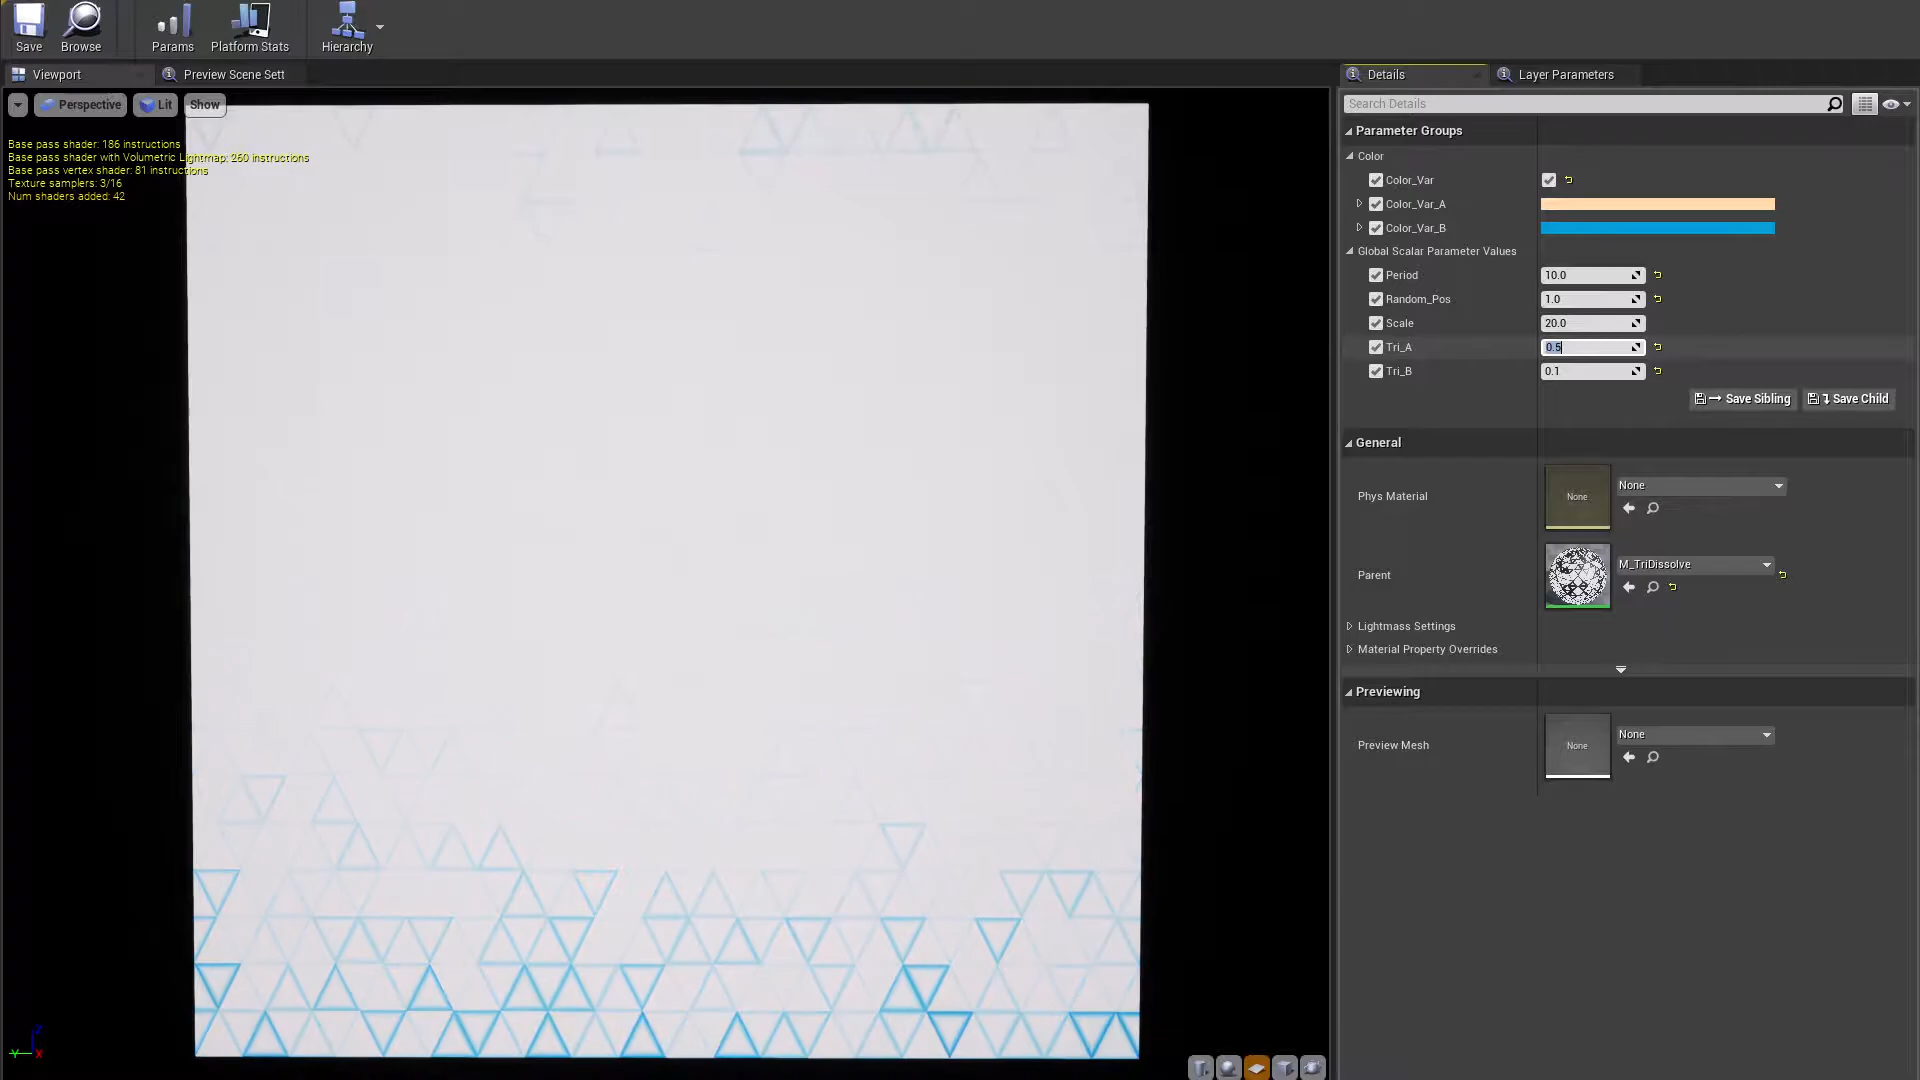 Save Browse Params Platform Stats Hierarchy
Viewport Preview Scene Sett Details Layer Parameters
Perspective Lit Show Search Details
Base pass shader: 186 instructions
Base pass shader with Volumetric Lightmap: 260 instructions
Base pass vertex shader: 81 instructions
Texture samplers: 3/16
Num shaders added: 42
Parameter Groups
Color
Color_Var
Color_Var_A
Color_Var_B
Global Scalar Parameter Values
Period 10.0
Random_Pos 1.0
Scale 20.0
Tri_A 0.5
Tri_B 0.1
Save Sibling Save Child
General
Phys Material None None
Parent M_TriDissolve
Lightmass Settings
Material Property Overrides
Previewing
Preview Mesh None None
Z
Y X